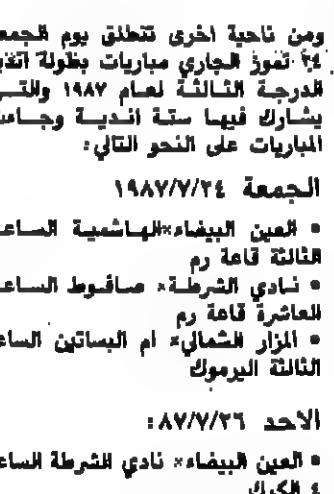 ومن ناحية اخرى تنطلق يوم الجمعة
٢٤ تموز الجاري مباريات بطولة اندية
الدرجة الثالثة لعام ١٩٨٧ والتي
يشارك فيها ستة اندية وجاءت
المباريات على النحو التالي:
الجمعة ١٩٨٧/٧/٢٤
• العين البيضاء×الهاشمية الساعة
الثالثة قاعة رم
• نادي الشرطة× صافوط الساعة
العاشرة قاعة رم
• المزار الشمالي× ام البساتين الساعة
الثالثة اليرموك
الاحد ٨٧/٧/٢٦:
• العين البيضاء× نادي الشرطة الساعة
٤ الكرك